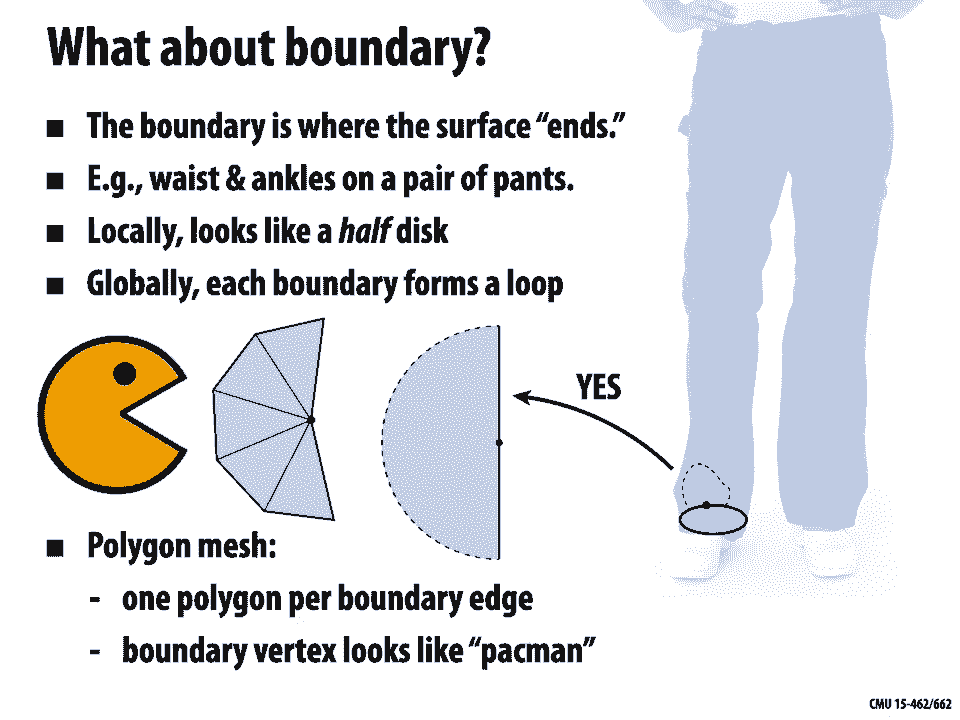 What about boundary?
■ The boundary is where the surface “ends.”
■ E.g., waist & ankles on a pair of pants.
■ Locally, looks like a half disk
■ Globally, each boundary forms a loop
YES
■ Polygon mesh:
- one polygon per boundary edge
- boundary vertex looks like “pacman”
CMU 15-462/662